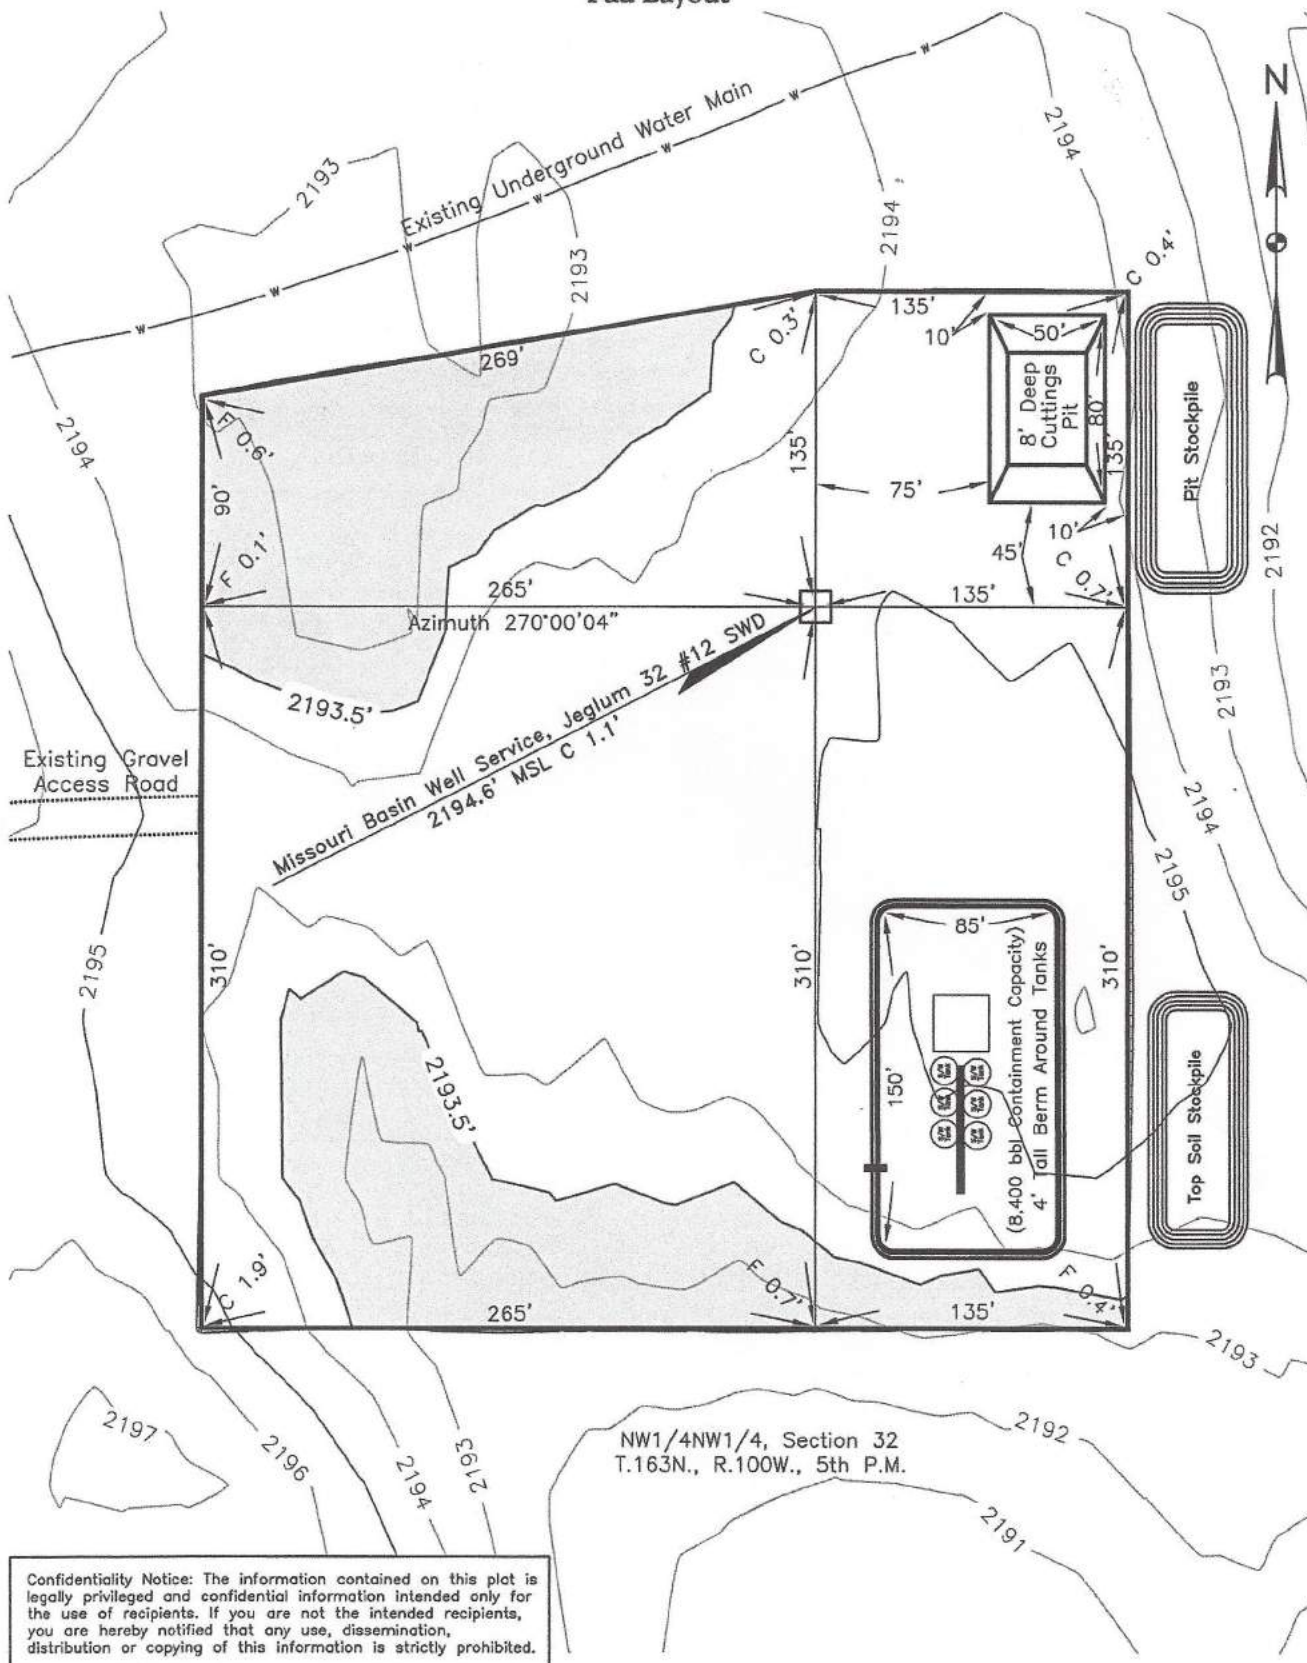 Existing Underground Water Main
w
w
w
w
w
w
w
N
2193
2193
2194
2194
C 0.4'
135'
10'
50'
C 0.3'
269'
8' Deep
Cuttings
Pit
80'
135'
135'
Pit Stockpile
2194
F 0.6'
90'
75'
10'
45'
C 0.7'
2192
F 0.1'
265'
135'
Azimuth 270°00'04"
2193.5'
Missouri Basin Well Service, Jeglum 32 #12 SWD
2194.6' MSL C 1.1'
Existing Gravel
Access Road
2193
2194
2195
2195
310'
310'
310'
85'
150'
(8,400 bbl Containment Capacity)
4' Tall Berm Around Tanks
S/W
Tank
S/W
Tank
S/W
Tank
S/W
Tank
S/W
Tank
S/W
Tank
2193.5'
Top Soil Stockpile
C 1.9'
F 0.7'
F 0.4'
265'
135'
2193
2197
2196
2194
2193
2192
2191
NW1/4NW1/4, Section 32
T.163N., R.100W., 5th P.M.
Confidentiality Notice: The information contained on this plat is
legally privileged and confidential information intended only for
the use of recipients. If you are not the intended recipients,
you are hereby notified that any use, dissemination,
distribution or copying of this information is strictly prohibited.